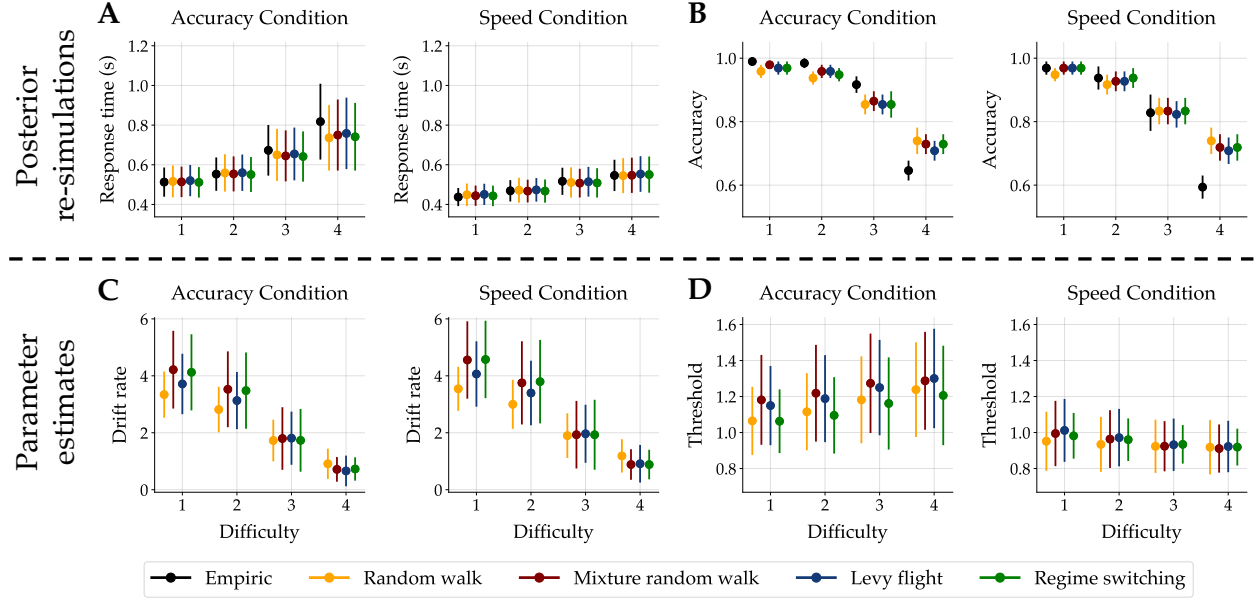 A
Accuracy Condition
Speed Condition
B
Accuracy Condition
Speed Condition
Posterior
re-simulations
Response time (s)
1.2
1.0
0.8
0.6
0.4
1 2 3 4
Response time (s)
1.2
1.0
0.8
0.6
0.4
1 2 3 4
Accuracy
1.0
0.8
0.6
1 2 3 4
Accuracy
1.0
0.8
0.6
1 2 3 4
C
Accuracy Condition
Speed Condition
D
Accuracy Condition
Speed Condition
Parameter
estimates
Drift rate
6
4
2
0
1 2 3 4
Difficulty
Drift rate
6
4
2
0
1 2 3 4
Difficulty
Threshold
1.6
1.4
1.2
1.0
0.8
1 2 3 4
Difficulty
Threshold
1.6
1.4
1.2
1.0
0.8
1 2 3 4
Difficulty
Empiric
Random walk
Mixture random walk
Levy flight
Regime switching